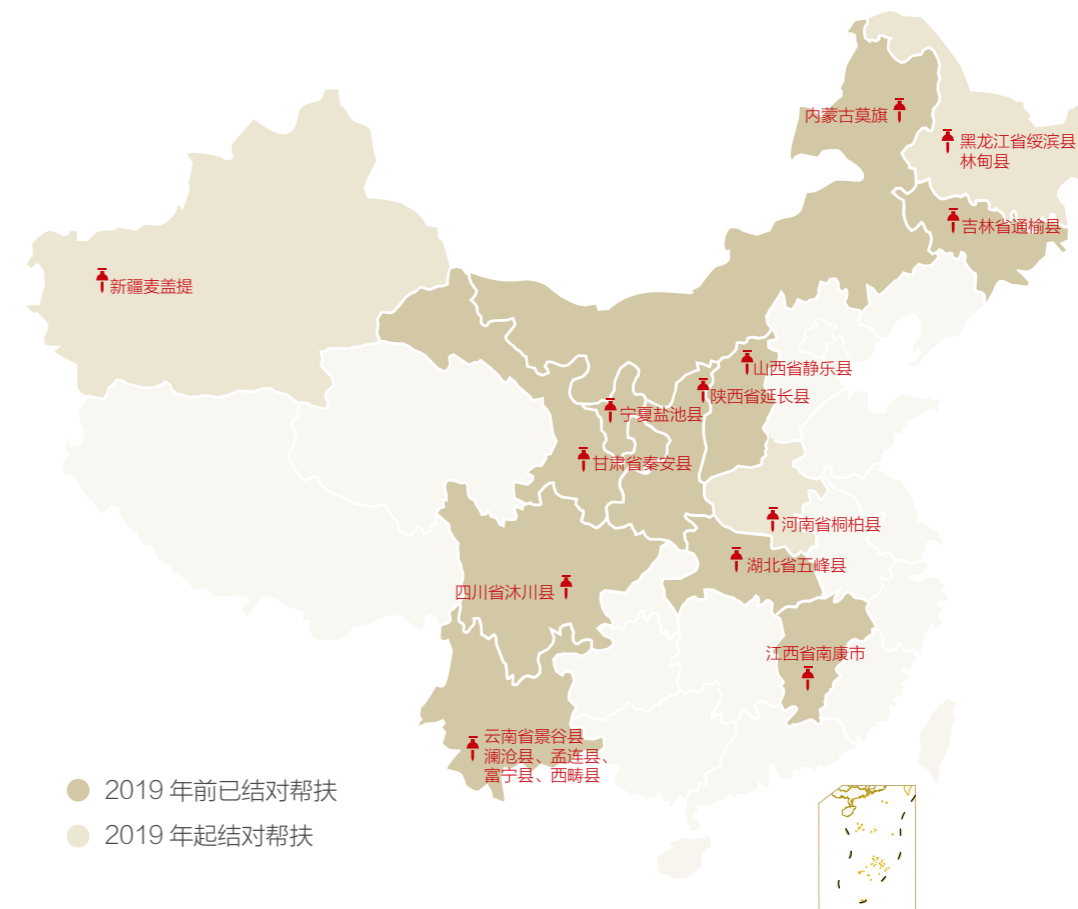 内蒙古莫旗
黑龙江省绥滨县
林甸县
吉林省通榆县
新疆麦盖提
山西省静乐县
陕西省延长县
宁夏盐池县
甘肃省秦安县
河南省桐柏县
湖北省五峰县
四川省沐川县
江西省南康市
云南省景谷县
澜沧县、孟连县、
富宁县、西畴县
2019 年前已结对帮扶
2019 年起结对帮扶